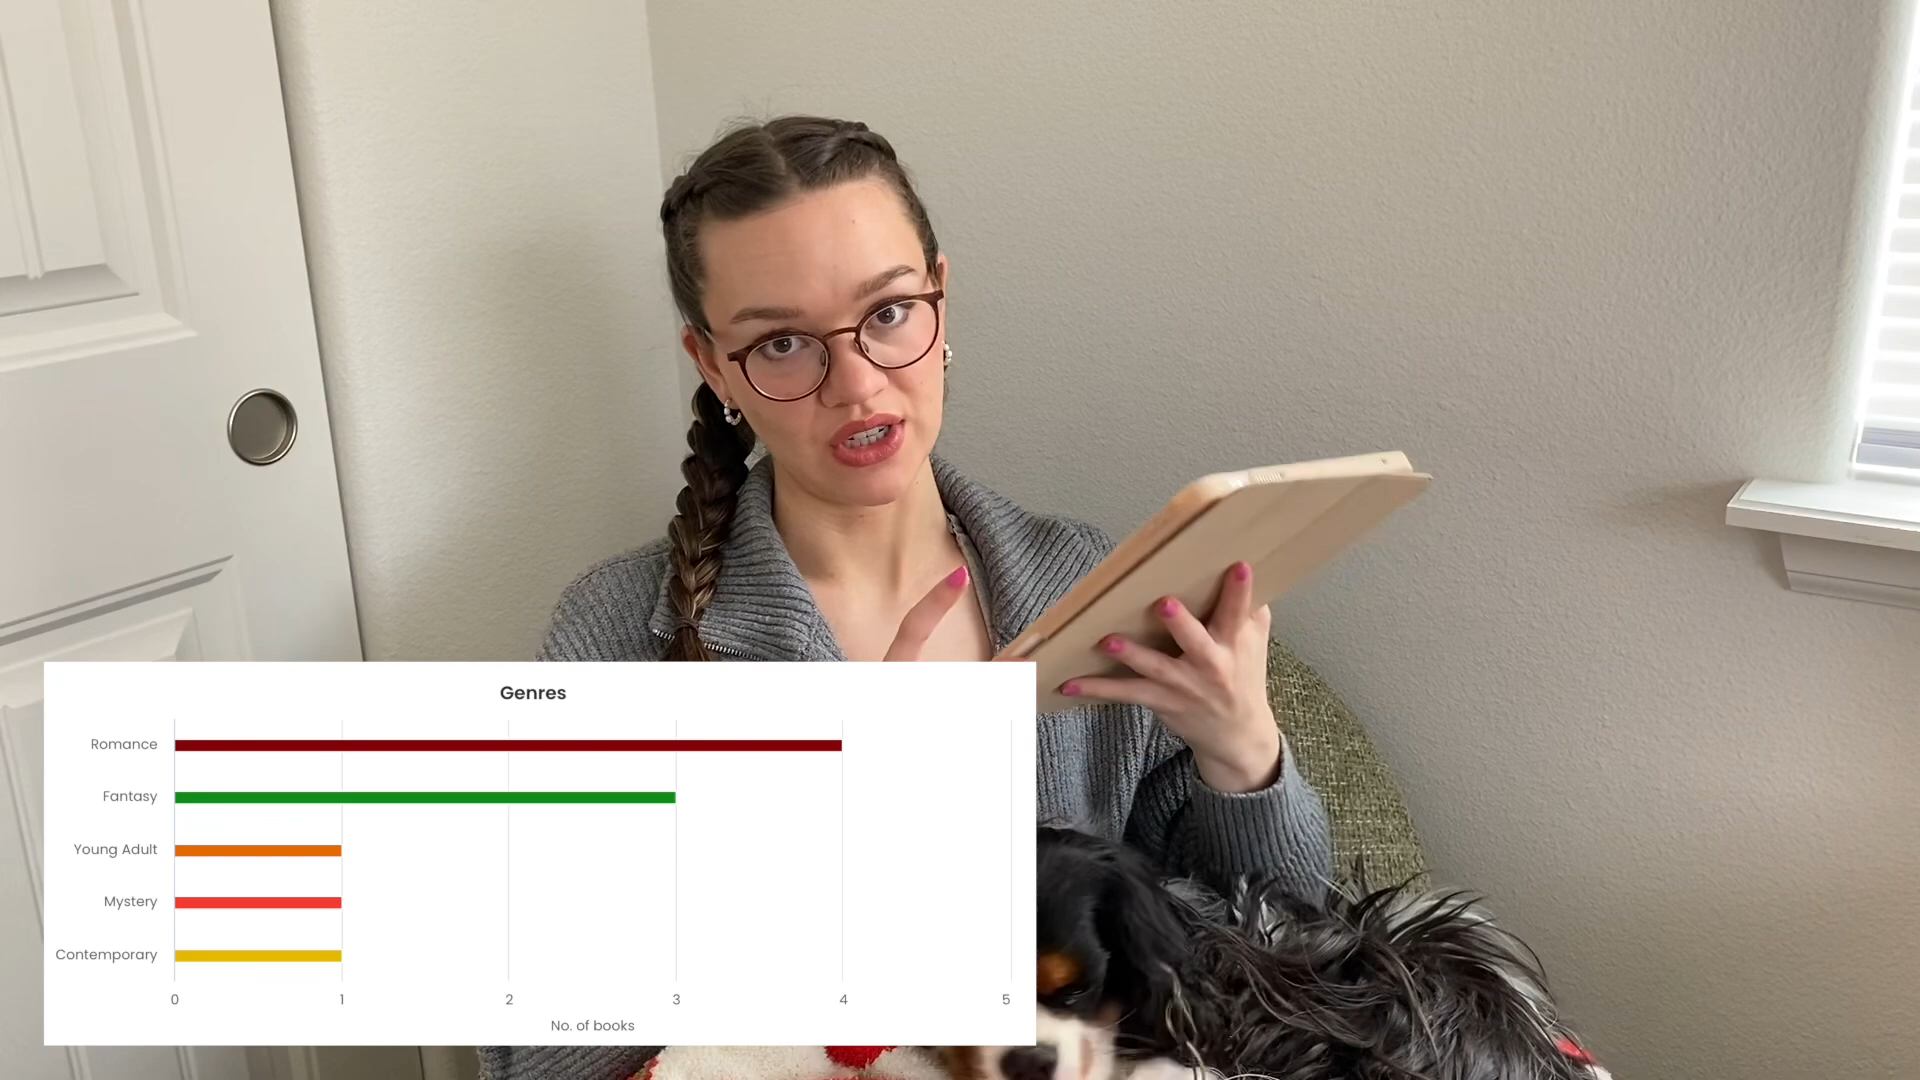 Genres
Romance
Fantasy
Young Adult
Mystery
Contemporary
0 1 2 3 4 5
No. of books